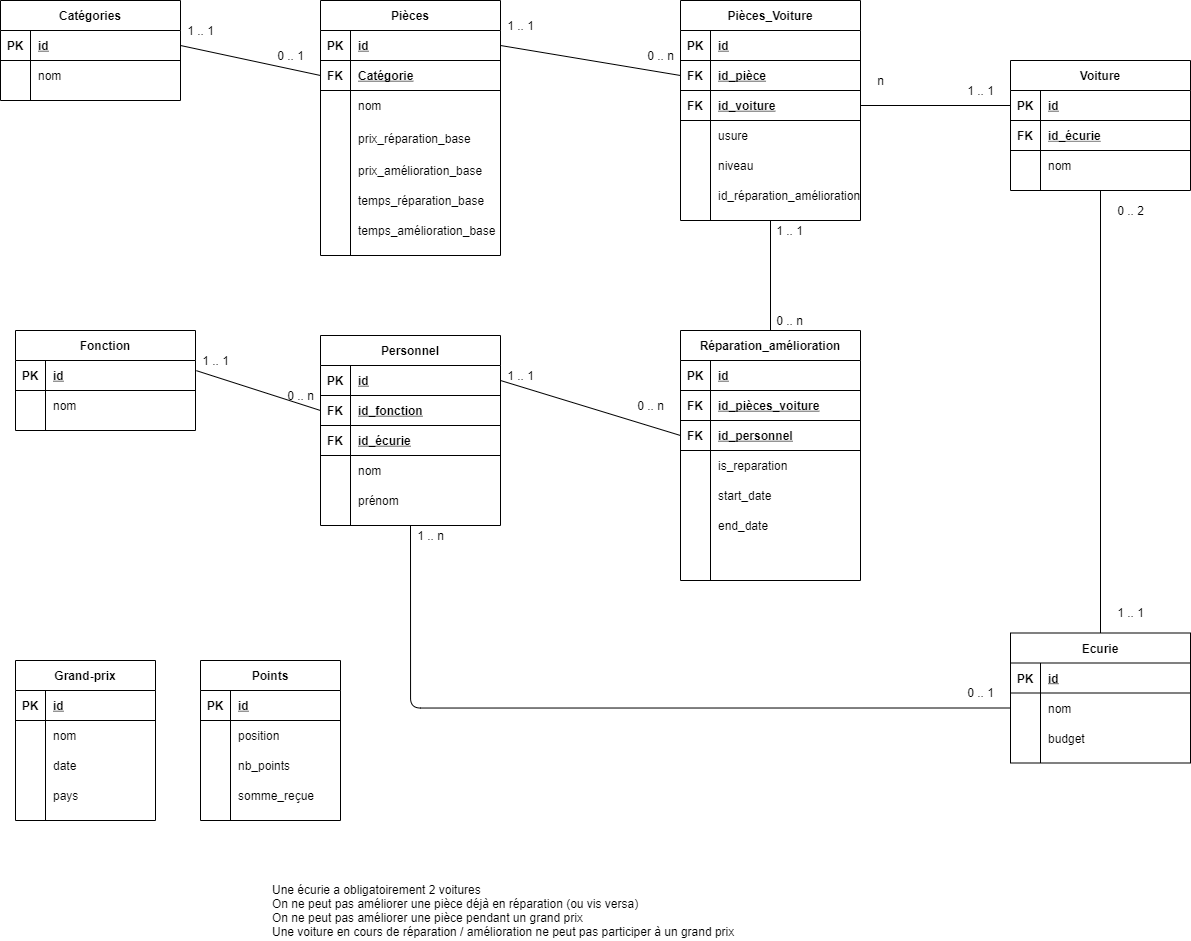 Catégories
PK id
nom
1 .. 1
0 .. 1
Pièces
PK id
FK Catégorie
nom
prix_réparation_base
prix_amélioration_base
temps_réparation_base
temps_amélioration_base
1 .. 1
0 .. n
Pièces_Voiture
PK id
FK id_pièce
FK id_voiture
usure
niveau
id_réparation_amélioration
n
1 .. 1
Voiture
PK id
FK id_écurie
nom
0 .. 2
1 .. 1
0 .. n
Fonction
PK id
nom
1 .. 1
0 .. n
Personnel
PK id
FK id_fonction
FK id_écurie
nom
prénom
1 .. 1
0 .. n
Réparation_amélioration
PK id
FK id_pièces_voiture
FK id_personnel
is_reparation
start_date
end_date
1 .. n
1 .. 1
0 .. 1
Ecurie
PK id
nom
budget
Grand-prix
PK id
nom
date
pays
Points
PK id
position
nb_points
somme_reçue
Une écurie a obligatoirement 2 voitures
On ne peut pas améliorer une pièce déjà en réparation (ou vis versa)
On ne peut pas améliorer une pièce pendant un grand prix
Une voiture en cours de réparation / amélioration ne peut pas participer à un grand prix